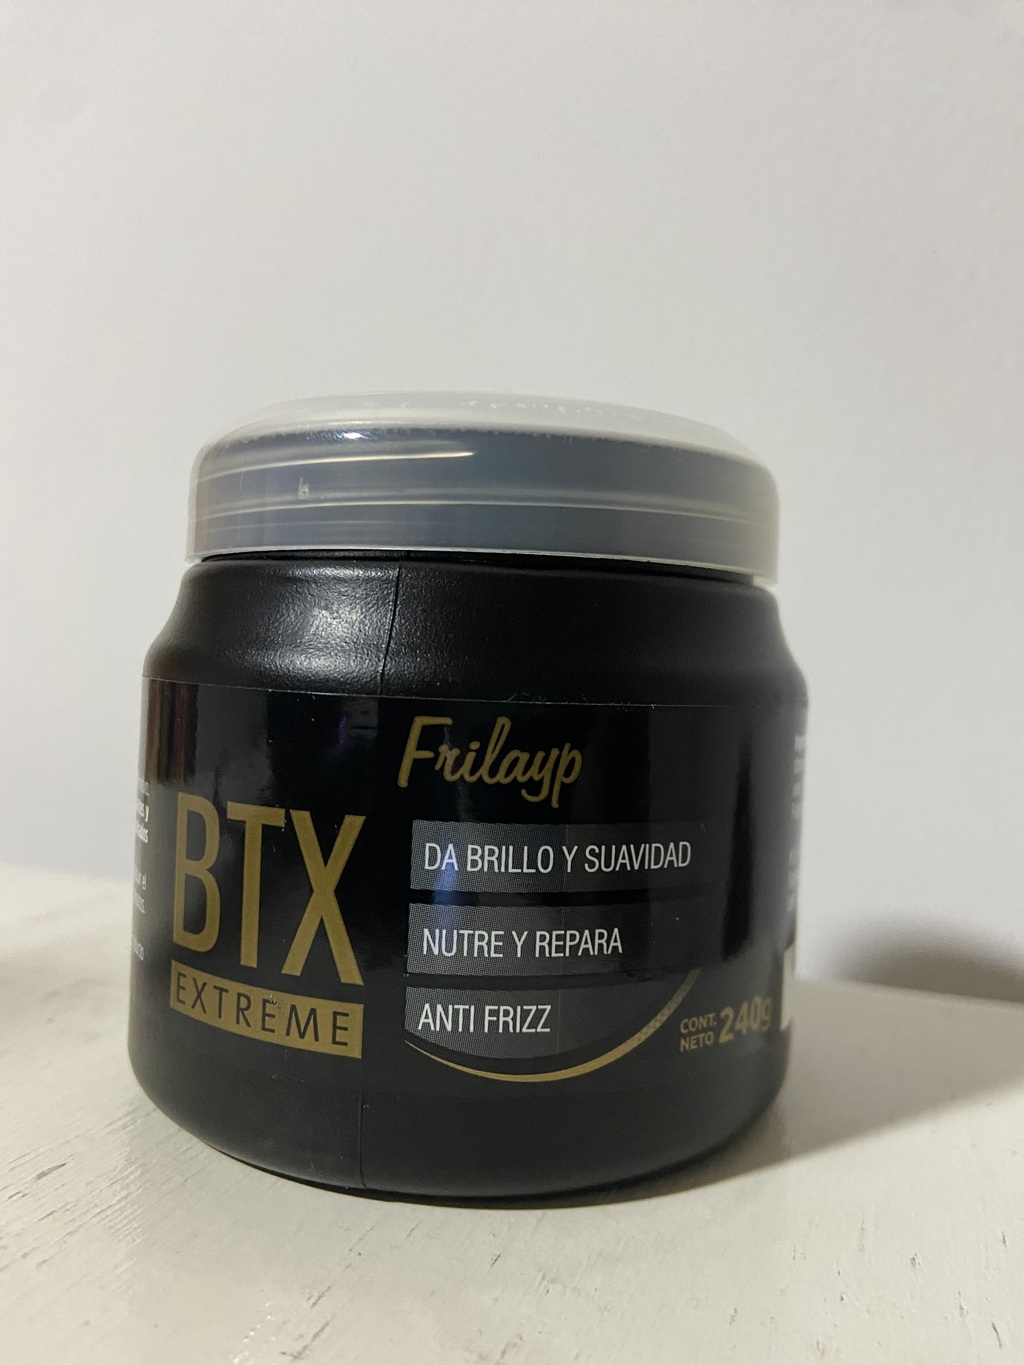 Frilayp
BTX
EXTREME
DA BRILLO Y SUAVIDAD
NUTRE Y REPARA
ANTI FRIZZ
CONT.
NETO 240g